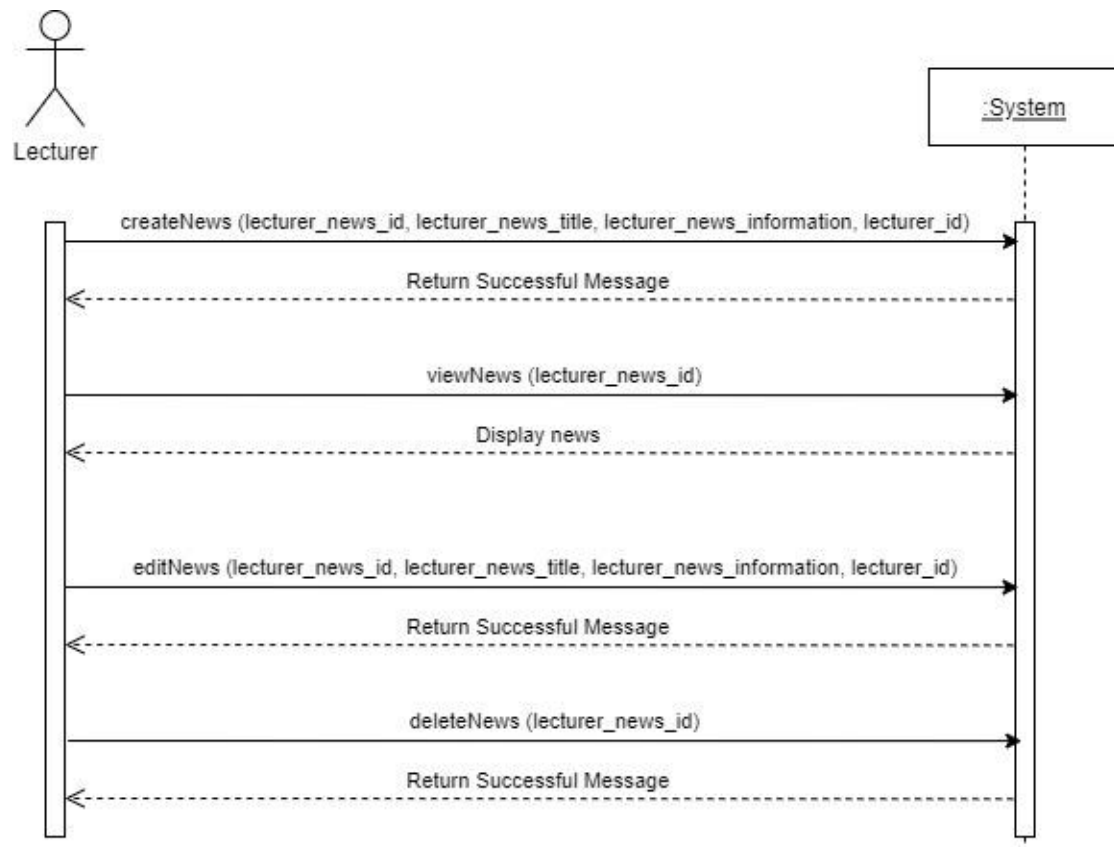 Lecturer
:System
createNews (lecturer_news_id, lecturer_news_title, lecturer_news_information, lecturer_id)
Return Successful Message
viewNews (lecturer_news_id)
Display news
editNews (lecturer_news_id, lecturer_news_title, lecturer_news_information, lecturer_id)
Return Successful Message
deleteNews (lecturer_news_id)
Return Successful Message